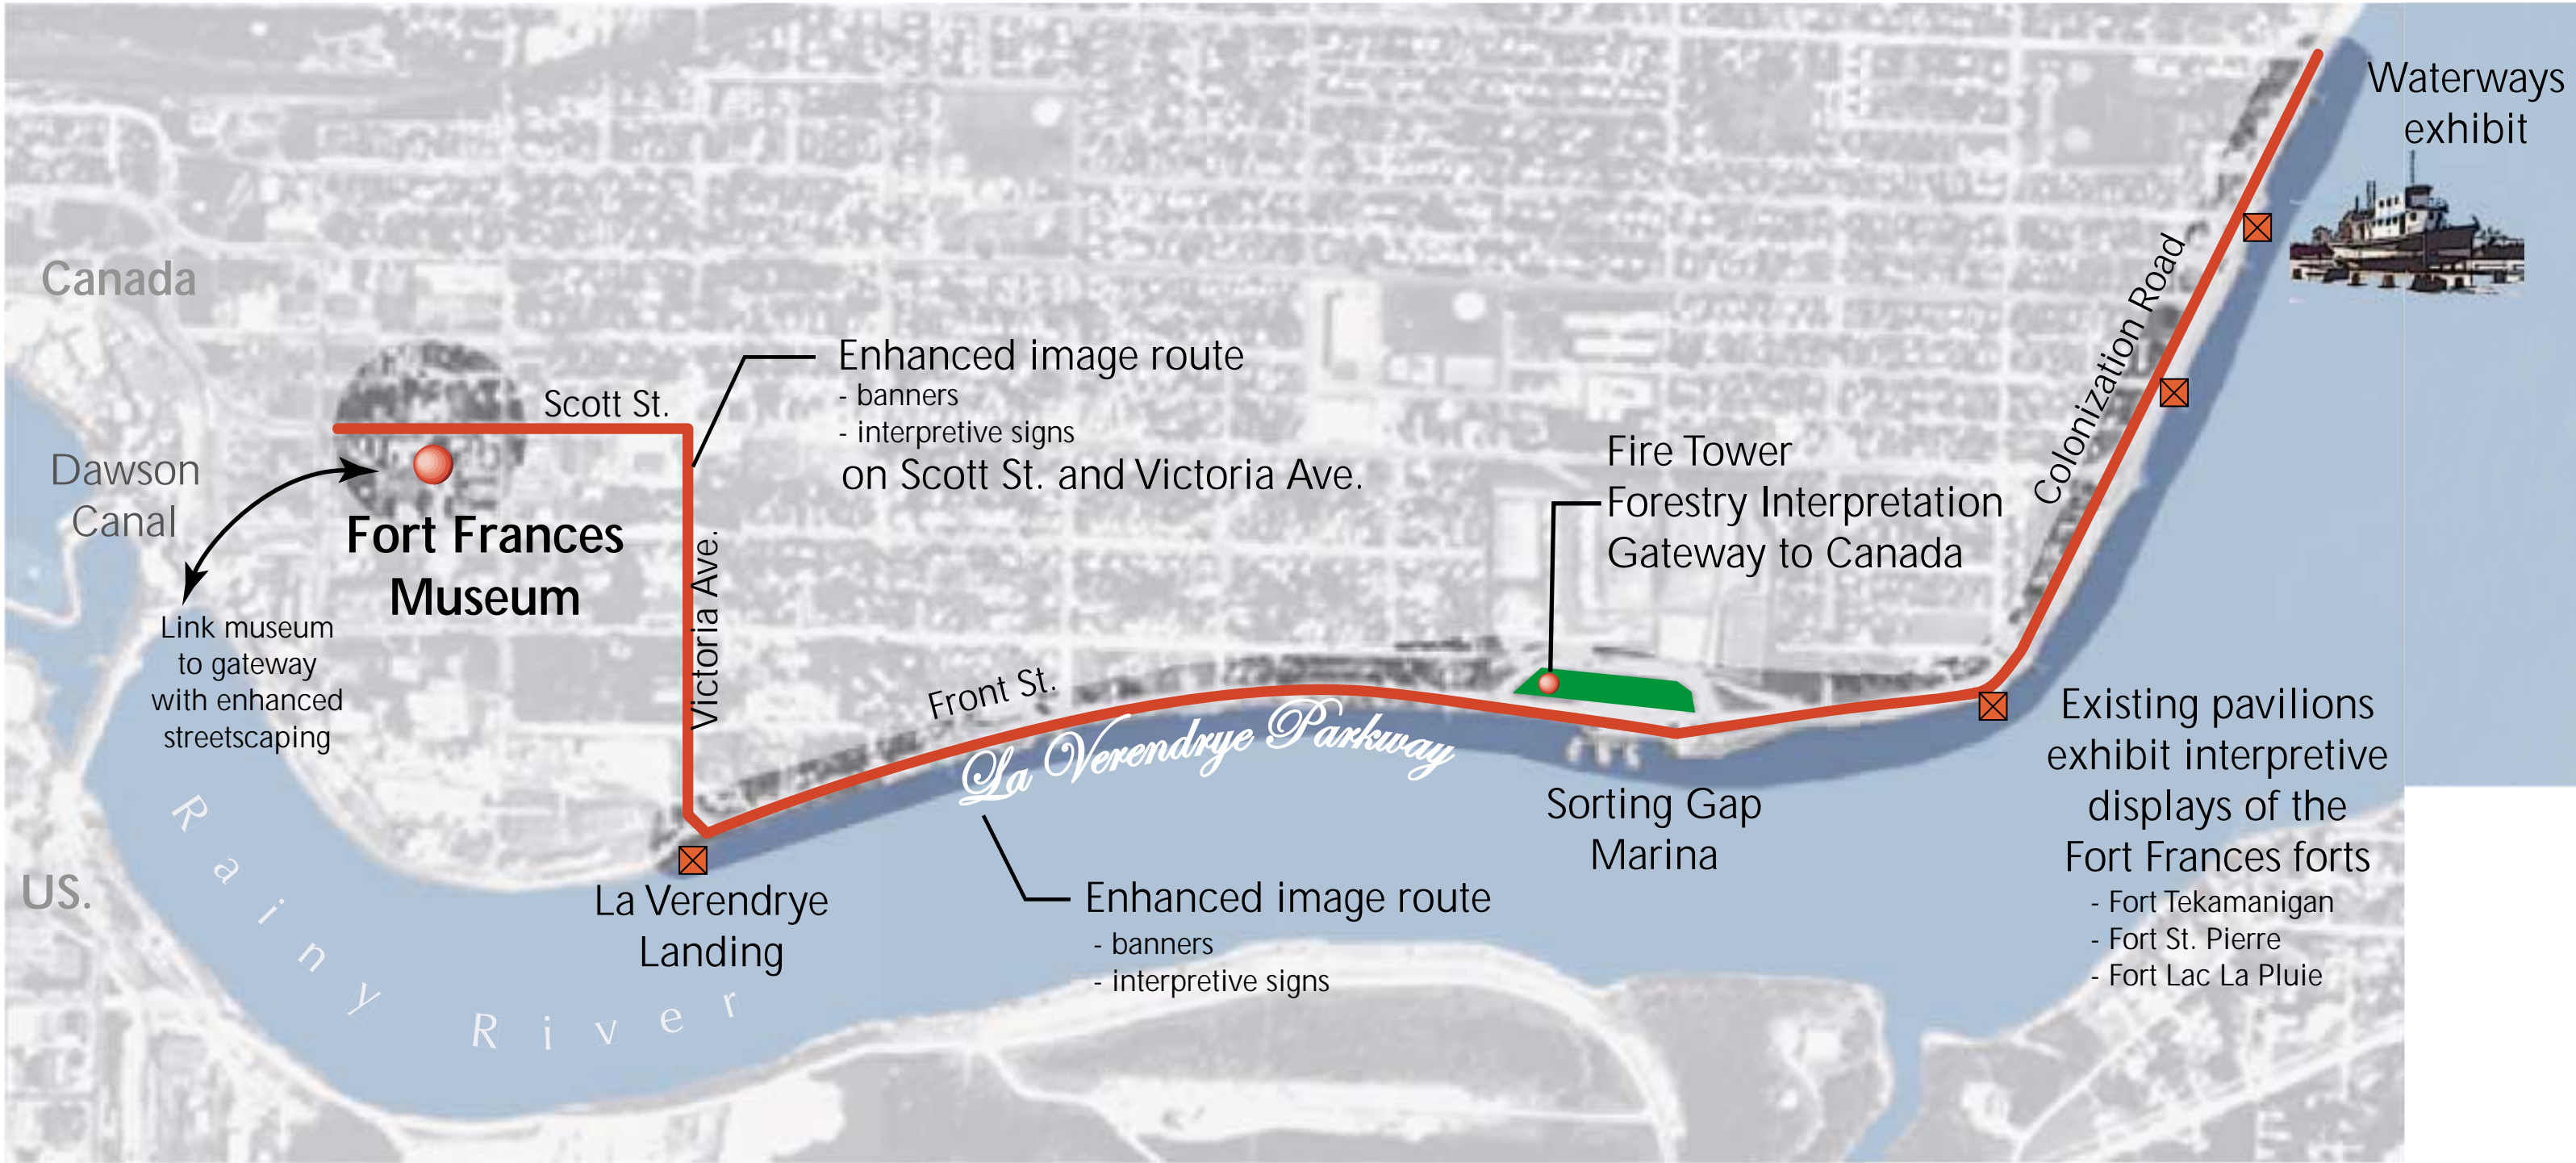 Waterways
exhibit
Canada
Colonization Road
Enhanced image route
- banners
- interpretive signs
on Scott St. and Victoria Ave.
Scott St.
Dawson
Canal
Fort Frances
Museum
Victoria Ave.
Fire Tower
Forestry Interpretation
Gateway to Canada
Link museum
to gateway
with enhanced
streetscaping
Front St.
La Verendrye Parkway
Existing pavilions
exhibit interpretive
displays of the
Fort Frances forts
- Fort Tekamanigan
- Fort St. Pierre
- Fort Lac La Pluie
Sorting Gap
Marina
US.
Rainy River
La Verendrye
Landing
Enhanced image route
- banners
- interpretive signs